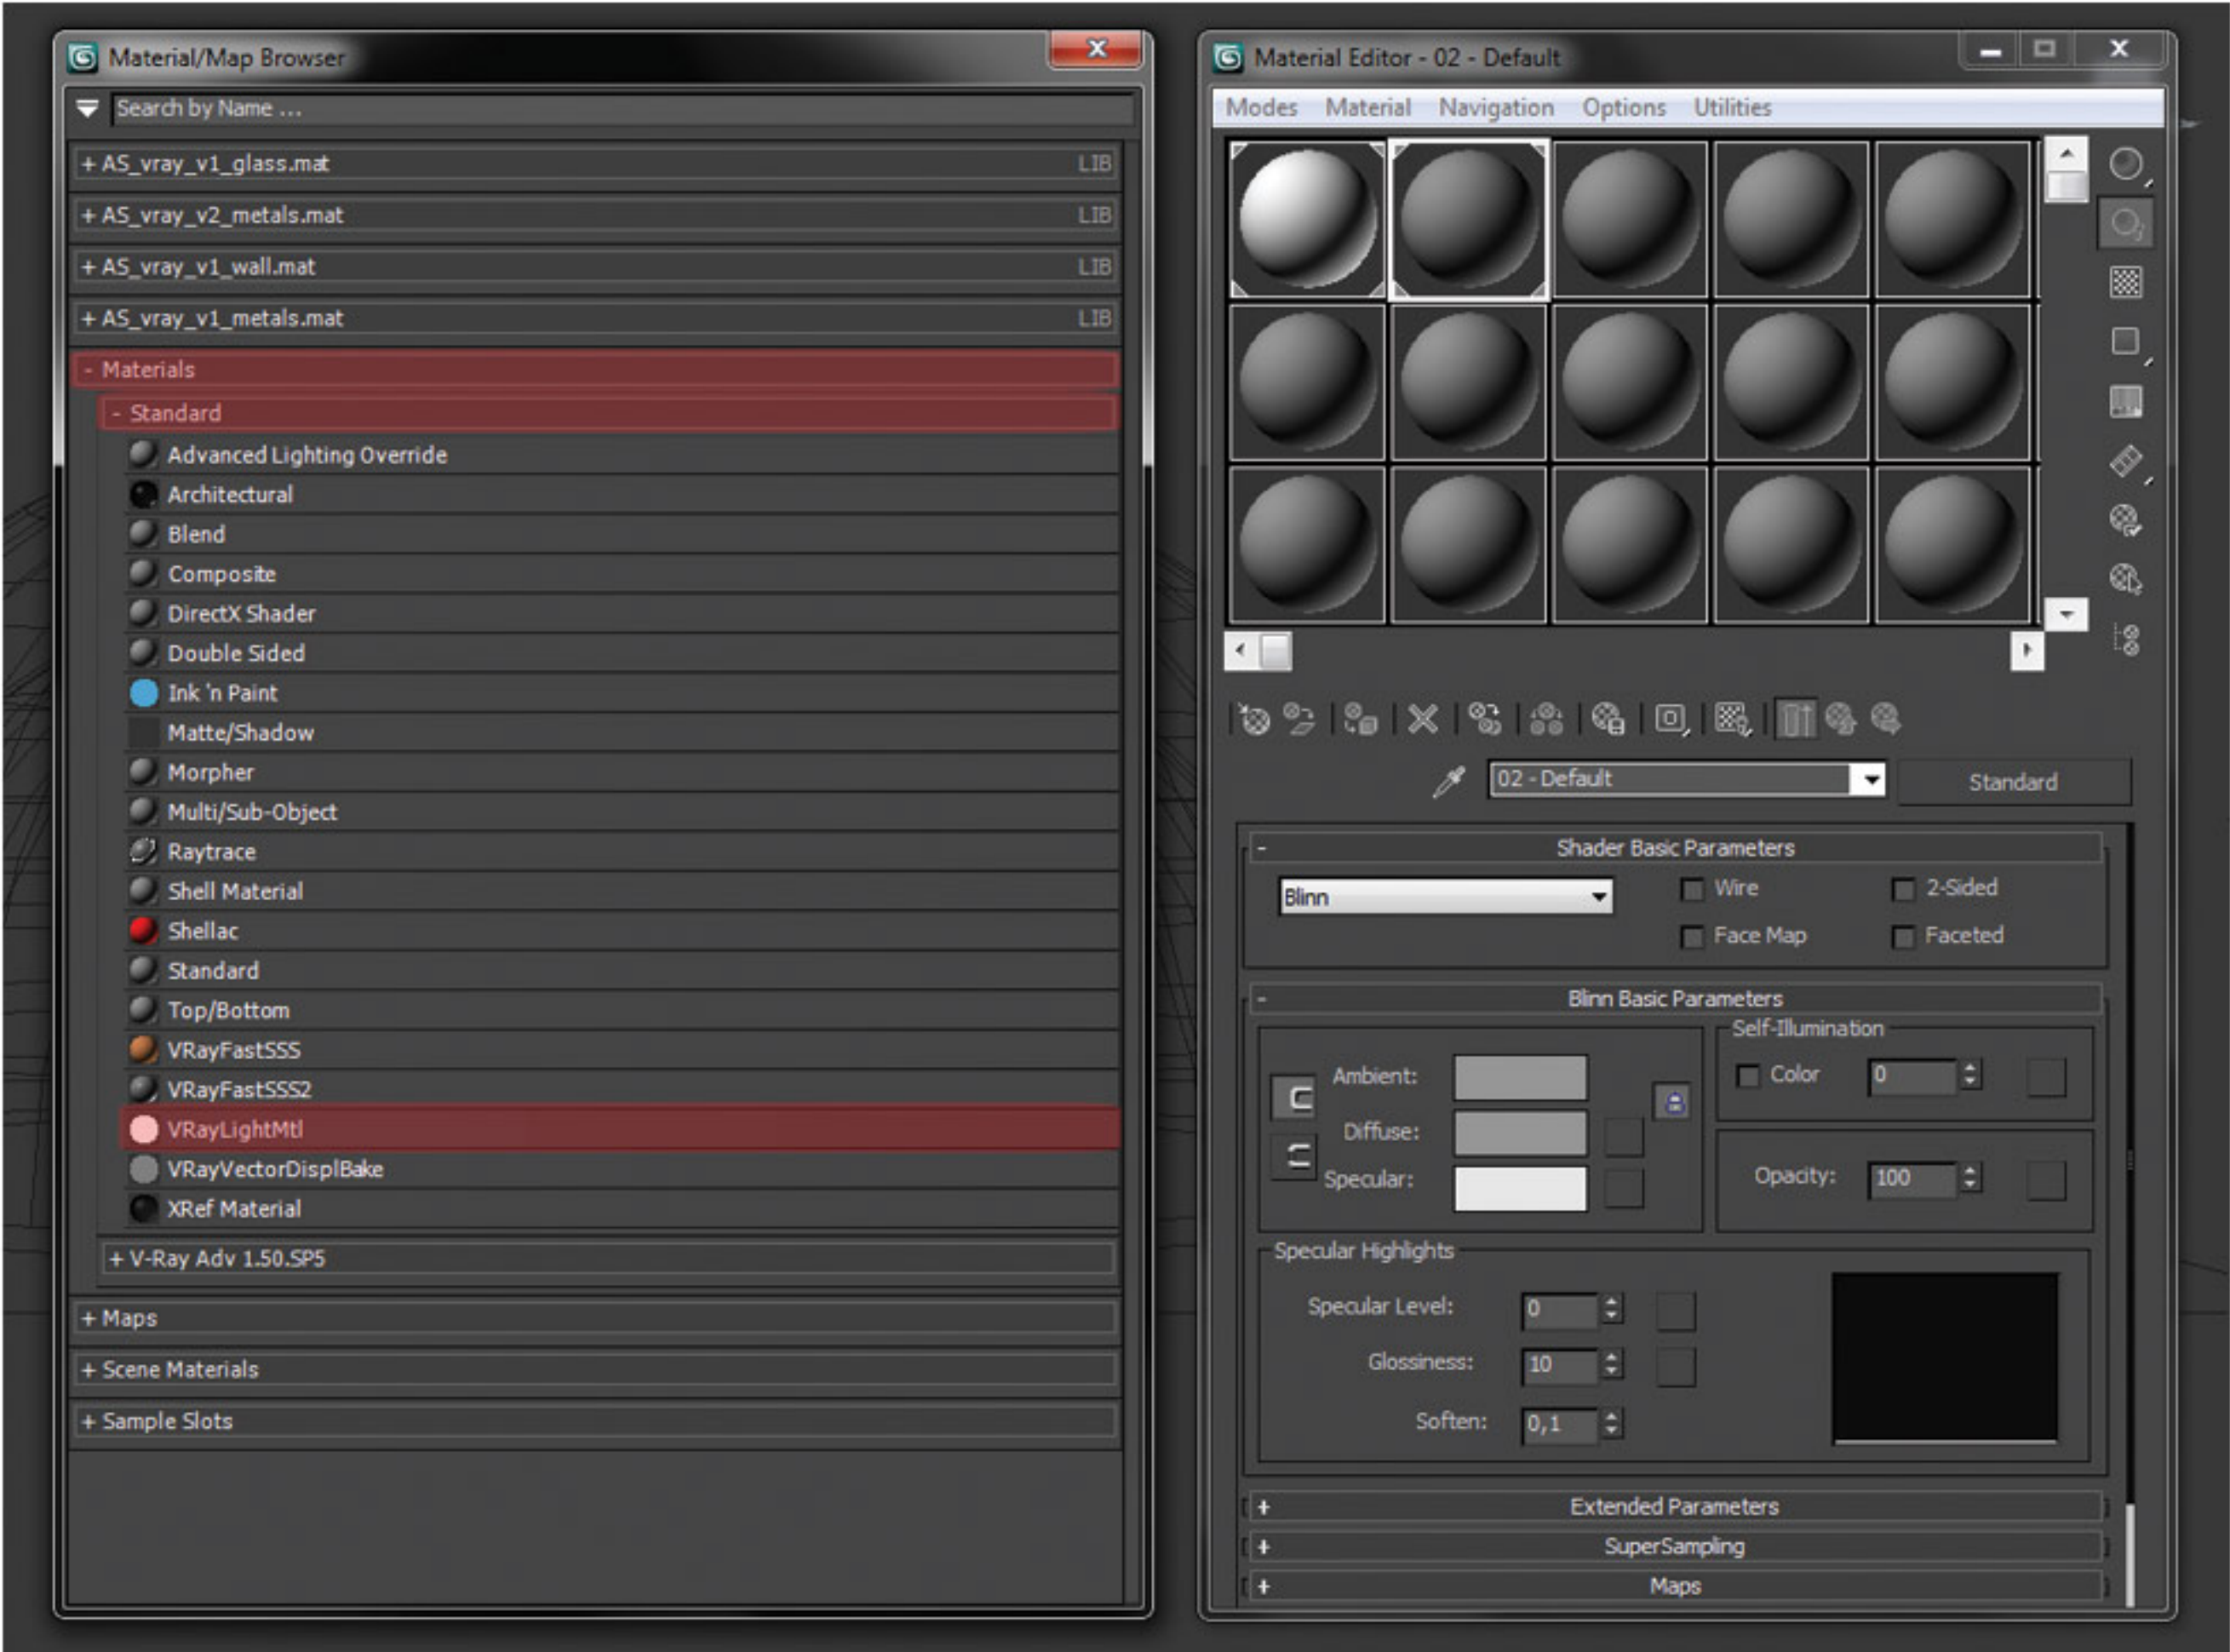 Material/Map Browser
Search by Name ...
+ AS_vray_v1_glass.mat LIB
+ AS_vray_v2_metals.mat LIB
+ AS_vray_v1_wall.mat LIB
+ AS_vray_v1_metals.mat LIB
- Materials
- Standard
Advanced Lighting Override
Architectural
Blend
Composite
DirectX Shader
Double Sided
Ink 'n Paint
Matte/Shadow
Morpher
Multi/Sub-Object
Raytrace
Shell Material
Shellac
Standard
Top/Bottom
VRayFastSSS
VRayFastSSS2
VRayLightMtl
VRayVectorDisplBake
XRef Material
+ V-Ray Adv 1.50.SP5
+ Maps
+ Scene Materials
+ Sample Slots
Material Editor - 02 - Default
Modes Material Navigation Options Utilities
02 - Default Standard
- Shader Basic Parameters
Blinn Wire 2-Sided
Face Map Faceted
- Blinn Basic Parameters
Self-Illumination
Ambient: Color 0
Diffuse:
Specular: Opacity: 100
Specular Highlights
Specular Level: 0
Glossiness: 10
Soften: 0,1
+ Extended Parameters
+ SuperSampling
+ Maps